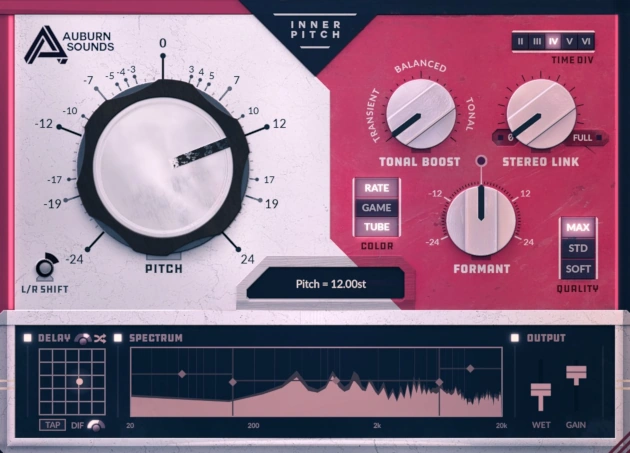 AUBURN
SOUNDS
INNER
PITCH
0
-3
-4
-5
-7
-10
-12
-17
-19
-24
3
4
5
7
10
12
17
19
24
PITCH
L/R SHIFT
TRANSIENT
BALANCED
TONAL
TONAL BOOST
II III IV V VI
TIME DIV
FULL
STEREO LINK
RATE
GAME
TUBE
COLOR
-12
12
-24
24
FORMANT
MAX
STD
SOFT
QUALITY
Pitch = 12.00st
DELAY
TAP DIF
SPECTRUM
20 200 2k 20k
OUTPUT
WET GAIN